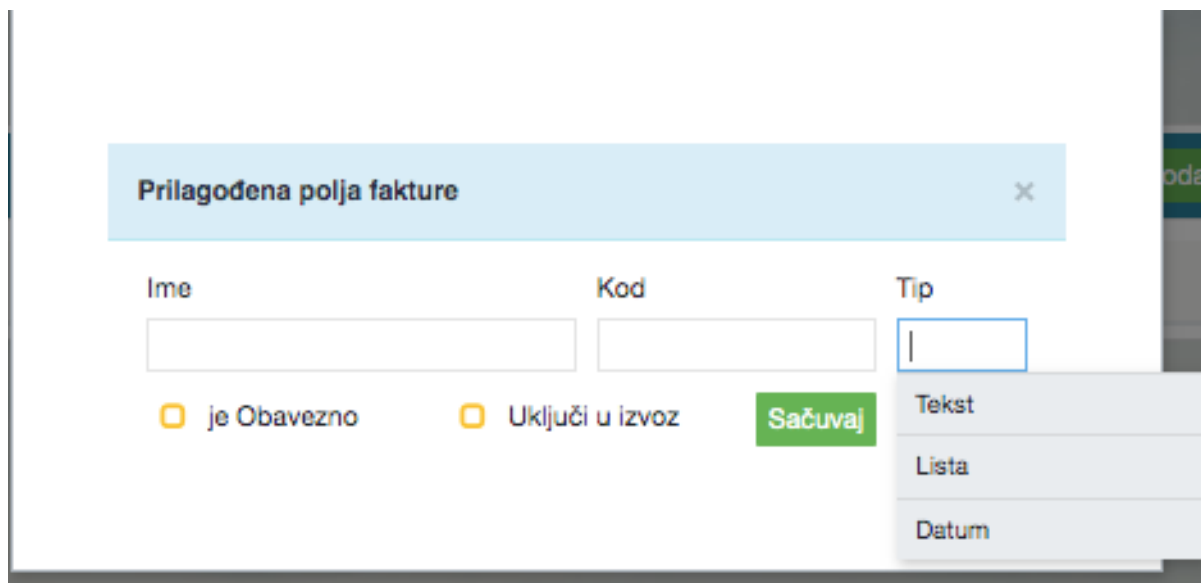 Prilagođena polja fakture
×
Ime Kod Tip
je Obavezno Uključi u izvoz Sačuvaj
Tekst
Lista
Datum